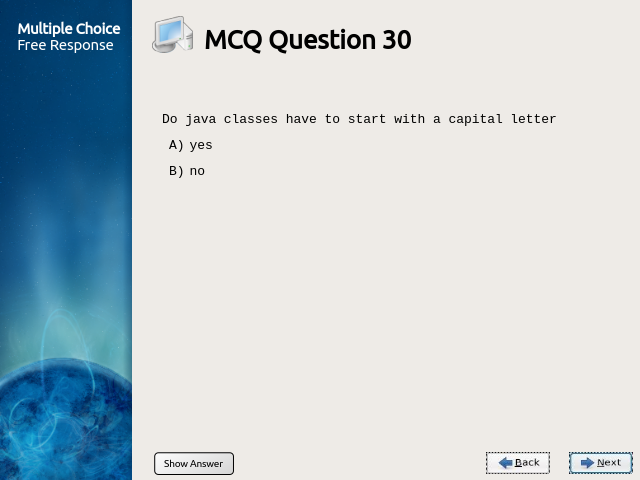 Multiple Choice
Free Response
MCQ Question 30
Do java classes have to start with a capital letter
A) yes
B) no
Show Answer
Back
Next